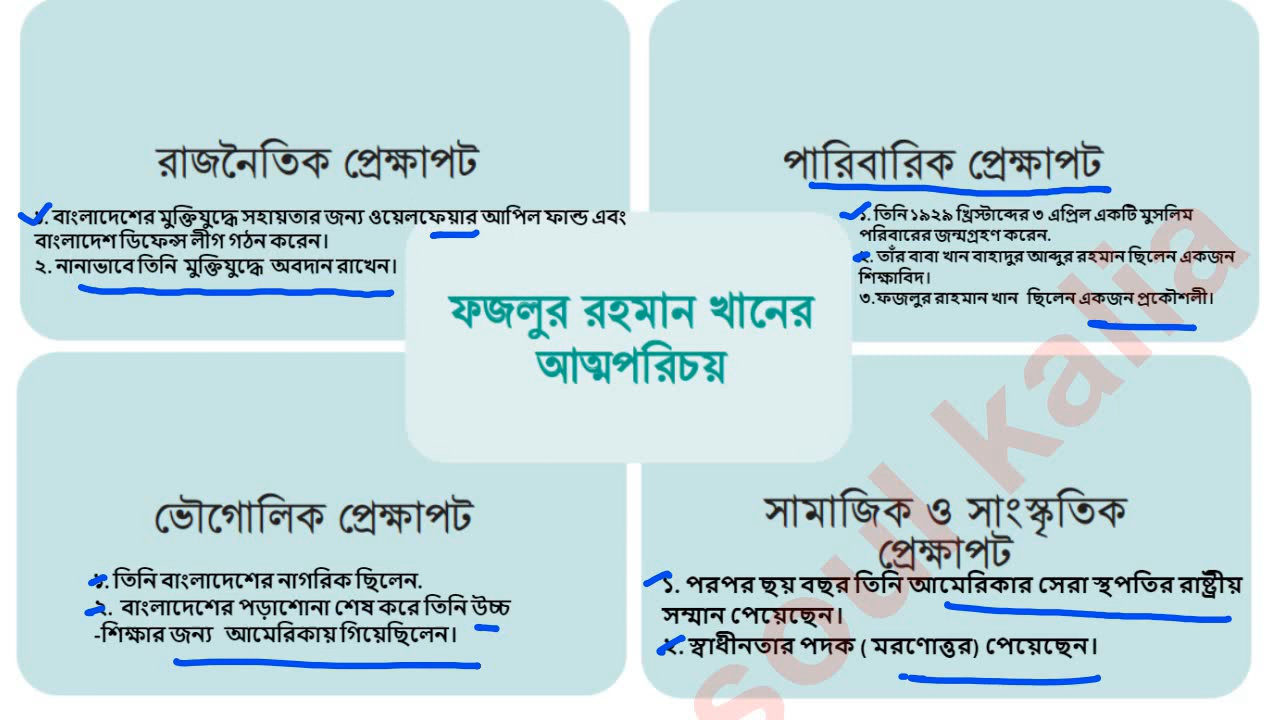 রাজনৈতিক প্রেক্ষাপট
১. বাংলাদেশের মুক্তিযুদ্ধে সহায়তার জন্য ওয়েলফেয়ার আপিল ফান্ড এবং
বাংলাদেশ ডিফেন্স লীগ গঠন করেন।
২. নানাভাবে তিনি মুক্তিযুদ্ধে অবদান রাখেন।
পারিবারিক প্রেক্ষাপট
১. তিনি ১৯২৯ খ্রিস্টাব্দের ৩ এপ্রিল একটি মুসলিম
পরিবারের জন্মগ্রহণ করেন.
২. তাঁর বাবা খান বাহাদুর আব্দুর রহমান ছিলেন একজন
শিক্ষাবিদ।
৩.ফজলুর রাহমান খান ছিলেন একজন প্রকৌশলী।
ফজলুর রহমান খানের
আত্মপরিচয়
ভৌগোলিক প্রেক্ষাপট
১. তিনি বাংলাদেশের নাগরিক ছিলেন.
২. বাংলাদেশের পড়াশোনা শেষ করে তিনি উচ্চ
-শিক্ষার জন্য আমেরিকায় গিয়েছিলেন।
সামাজিক ও সাংস্কৃতিক
প্রেক্ষাপট
১. পরপর ছয় বছর তিনি আমেরিকার সেরা স্থপতির রাষ্ট্রীয়
সম্মান পেয়েছেন।
২. স্বাধীনতার পদক ( মরণোত্তর) পেয়েছেন।
soul kalia